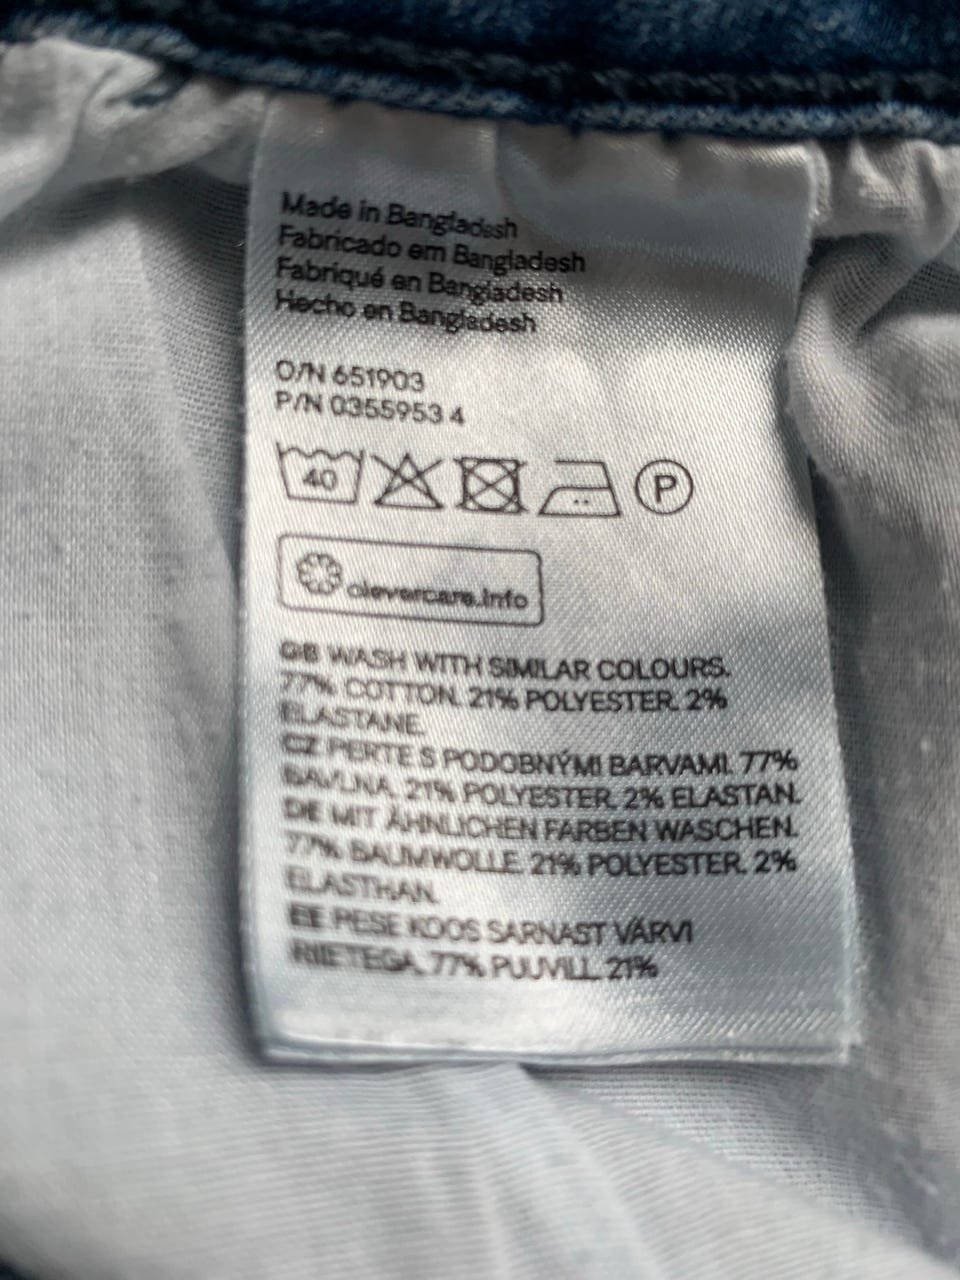 Made in Bangladesh
Fabricado em Bangladesh
Fabriqué en Bangladesh
Hecho en Bangladesh
O/N 651903
P/N 0355953 4
40 P
clevercare.info
GB WASH WITH SIMILAR COLOURS.
77% COTTON. 21% POLYESTER. 2%
ELASTANE.
CZ PERTE S PODOBNÝMI BARVAMI. 77%
BAVLNA. 21% POLYESTER. 2% ELASTAN.
DE MIT ÄHNLICHEN FARBEN WASCHEN.
77% BAUMWOLLE. 21% POLYESTER. 2%
ELASTHAN.
EE PESE KOOS SARNAST VÄRVI
RIIETEGA. 77% PUUVILL. 21%